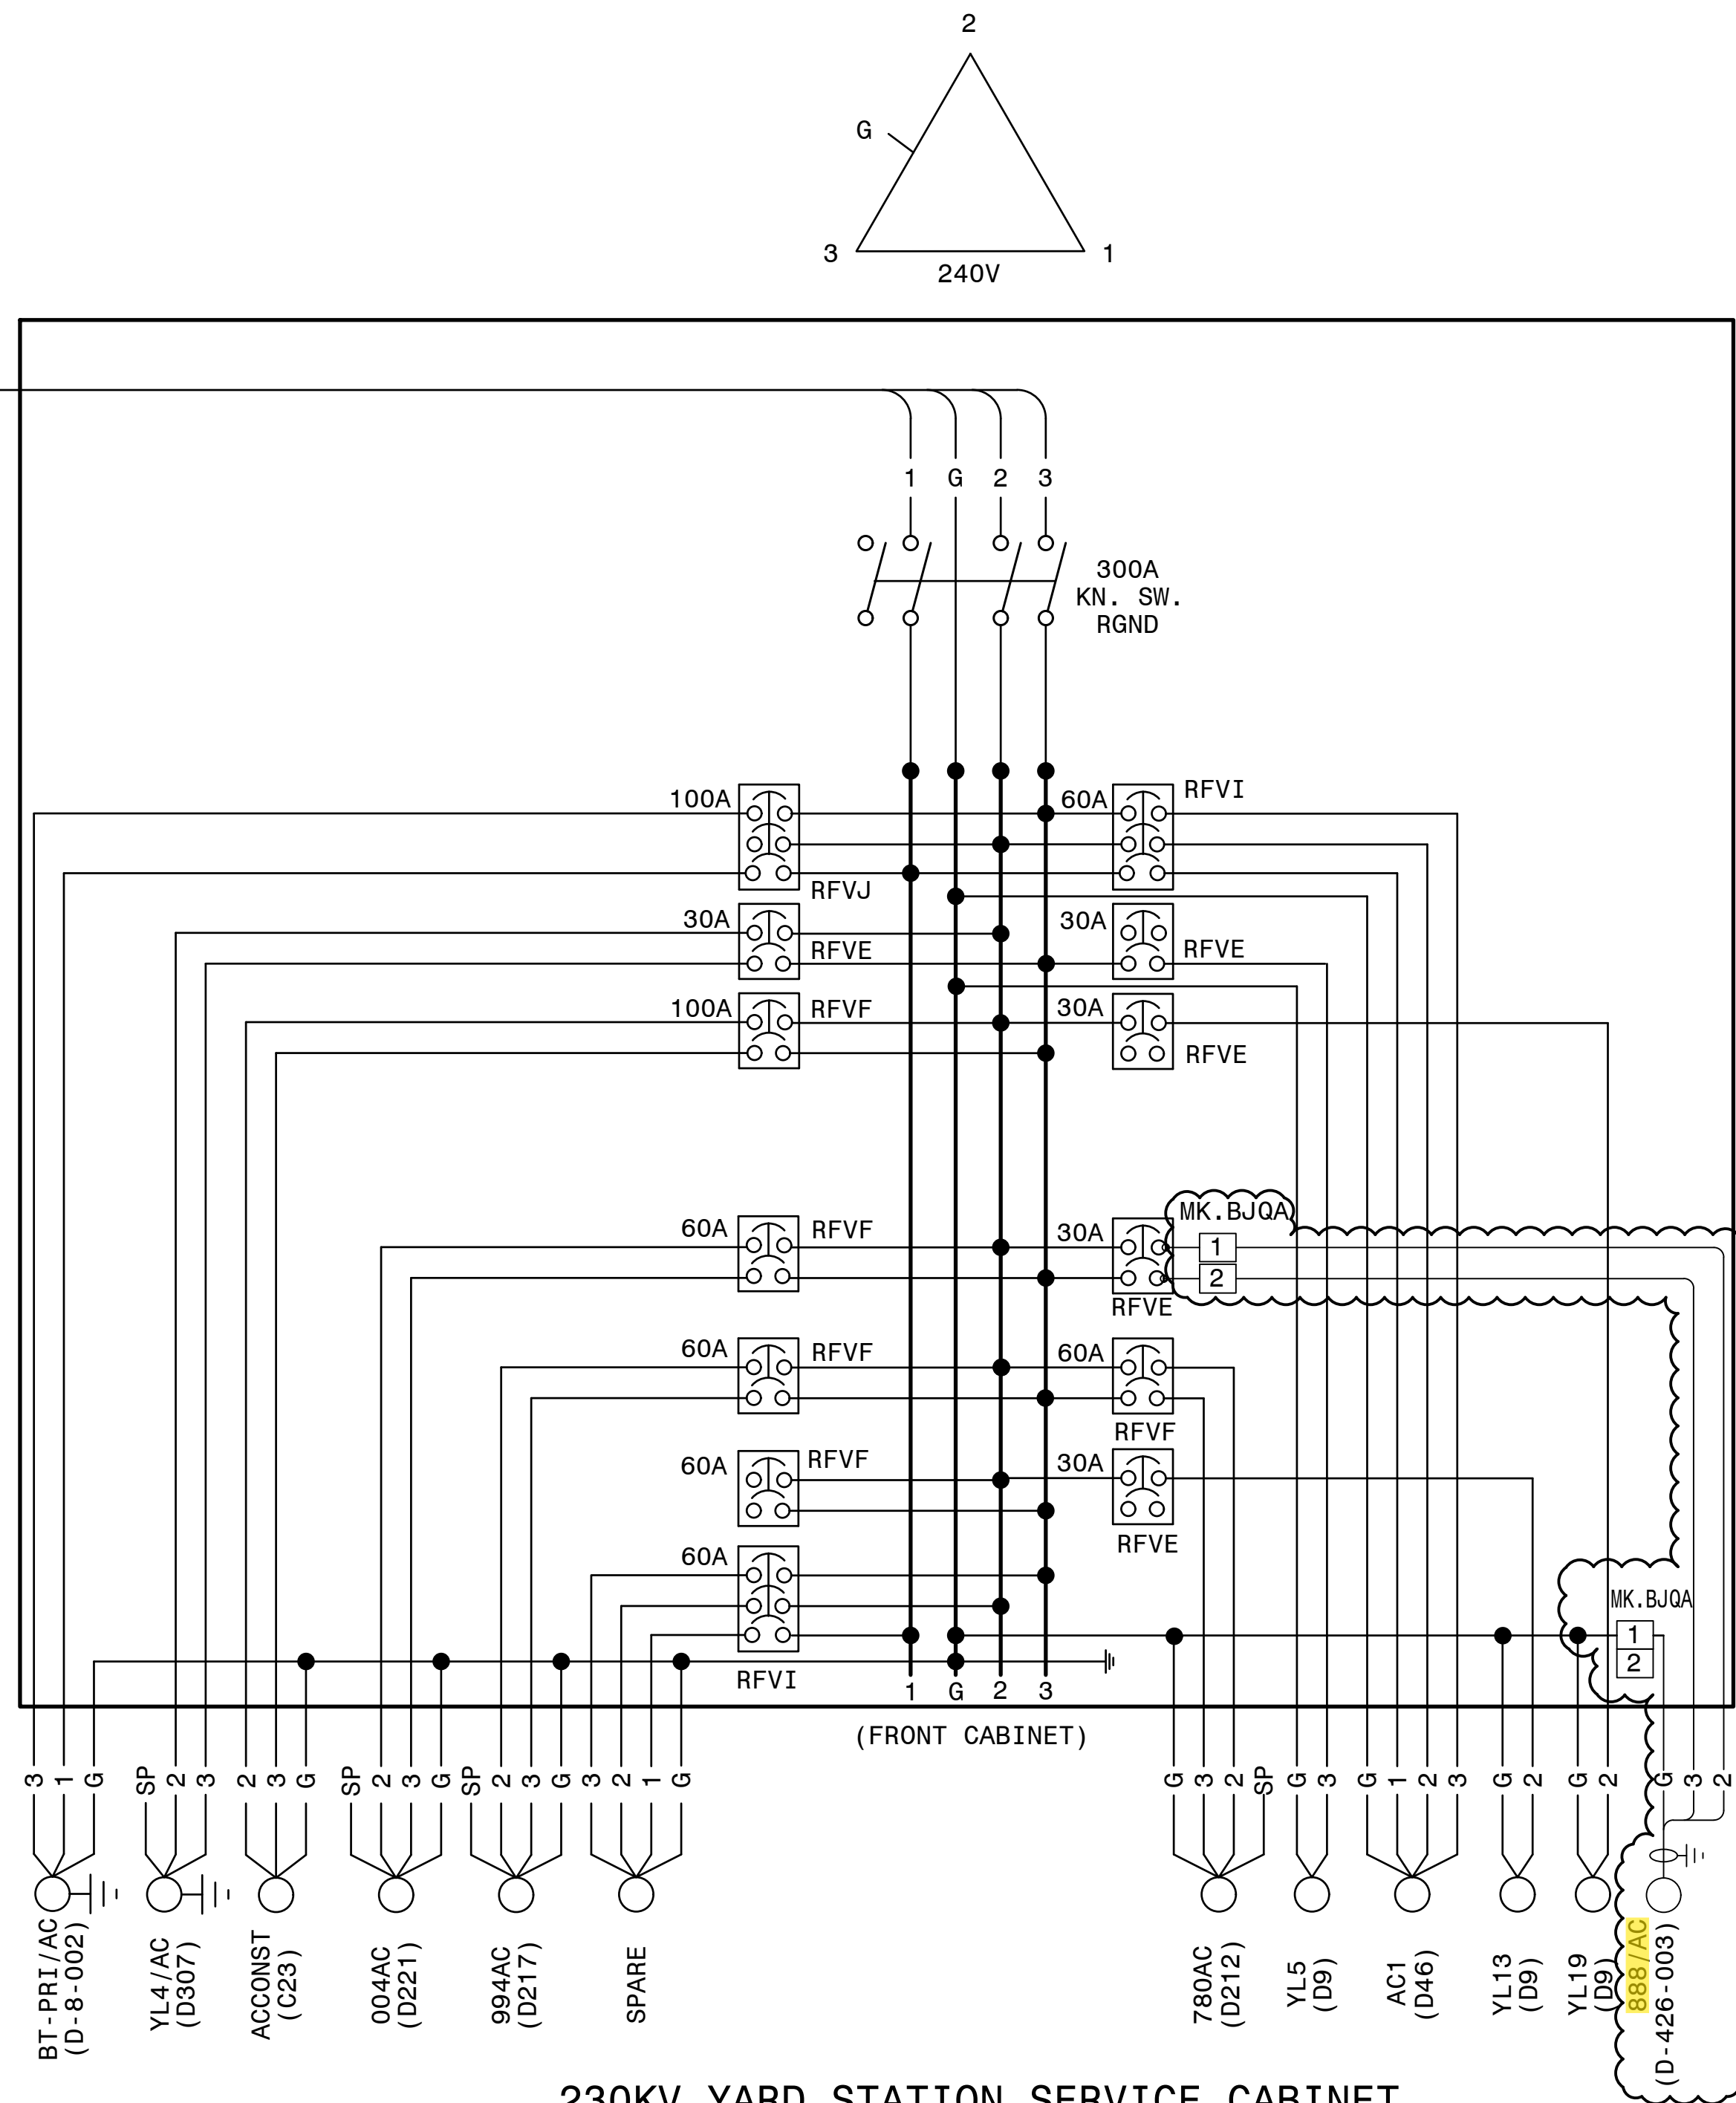 2
G
3
1
240V
1 G 2 3
300A
KN. SW.
RGND
100A
60A
RFVI
RFVJ
30A
30A
RFVE
RFVE
100A
RFVF
30A
RFVE
MK.BJQA
60A
RFVF
30A
1
2
RFVE
60A
RFVF
60A
RFVF
60A
RFVF
30A
RFVE
60A
MK.BJQA
1
2
RFVI
1 G 2 3
(FRONT CABINET)
3 1 G
SP 2 3
2 3 G
SP 2 3 G
SP 2 3 G
3 2 1 G
G 3 2 SP
G 3
G 1 2 3
G 2
G 2
G 3 2
BT-PRI/AC
(D-8-002)
YL4/AC
(D307)
ACCONST
(C23)
004AC
(D221)
994AC
(D217)
SPARE
780AC
(D212)
YL5
(D9)
AC1
(D46)
YL13
(D9)
YL19
(D9)
888/AC
(D-426-003)
230KV YARD STATION SERVICE CABINET